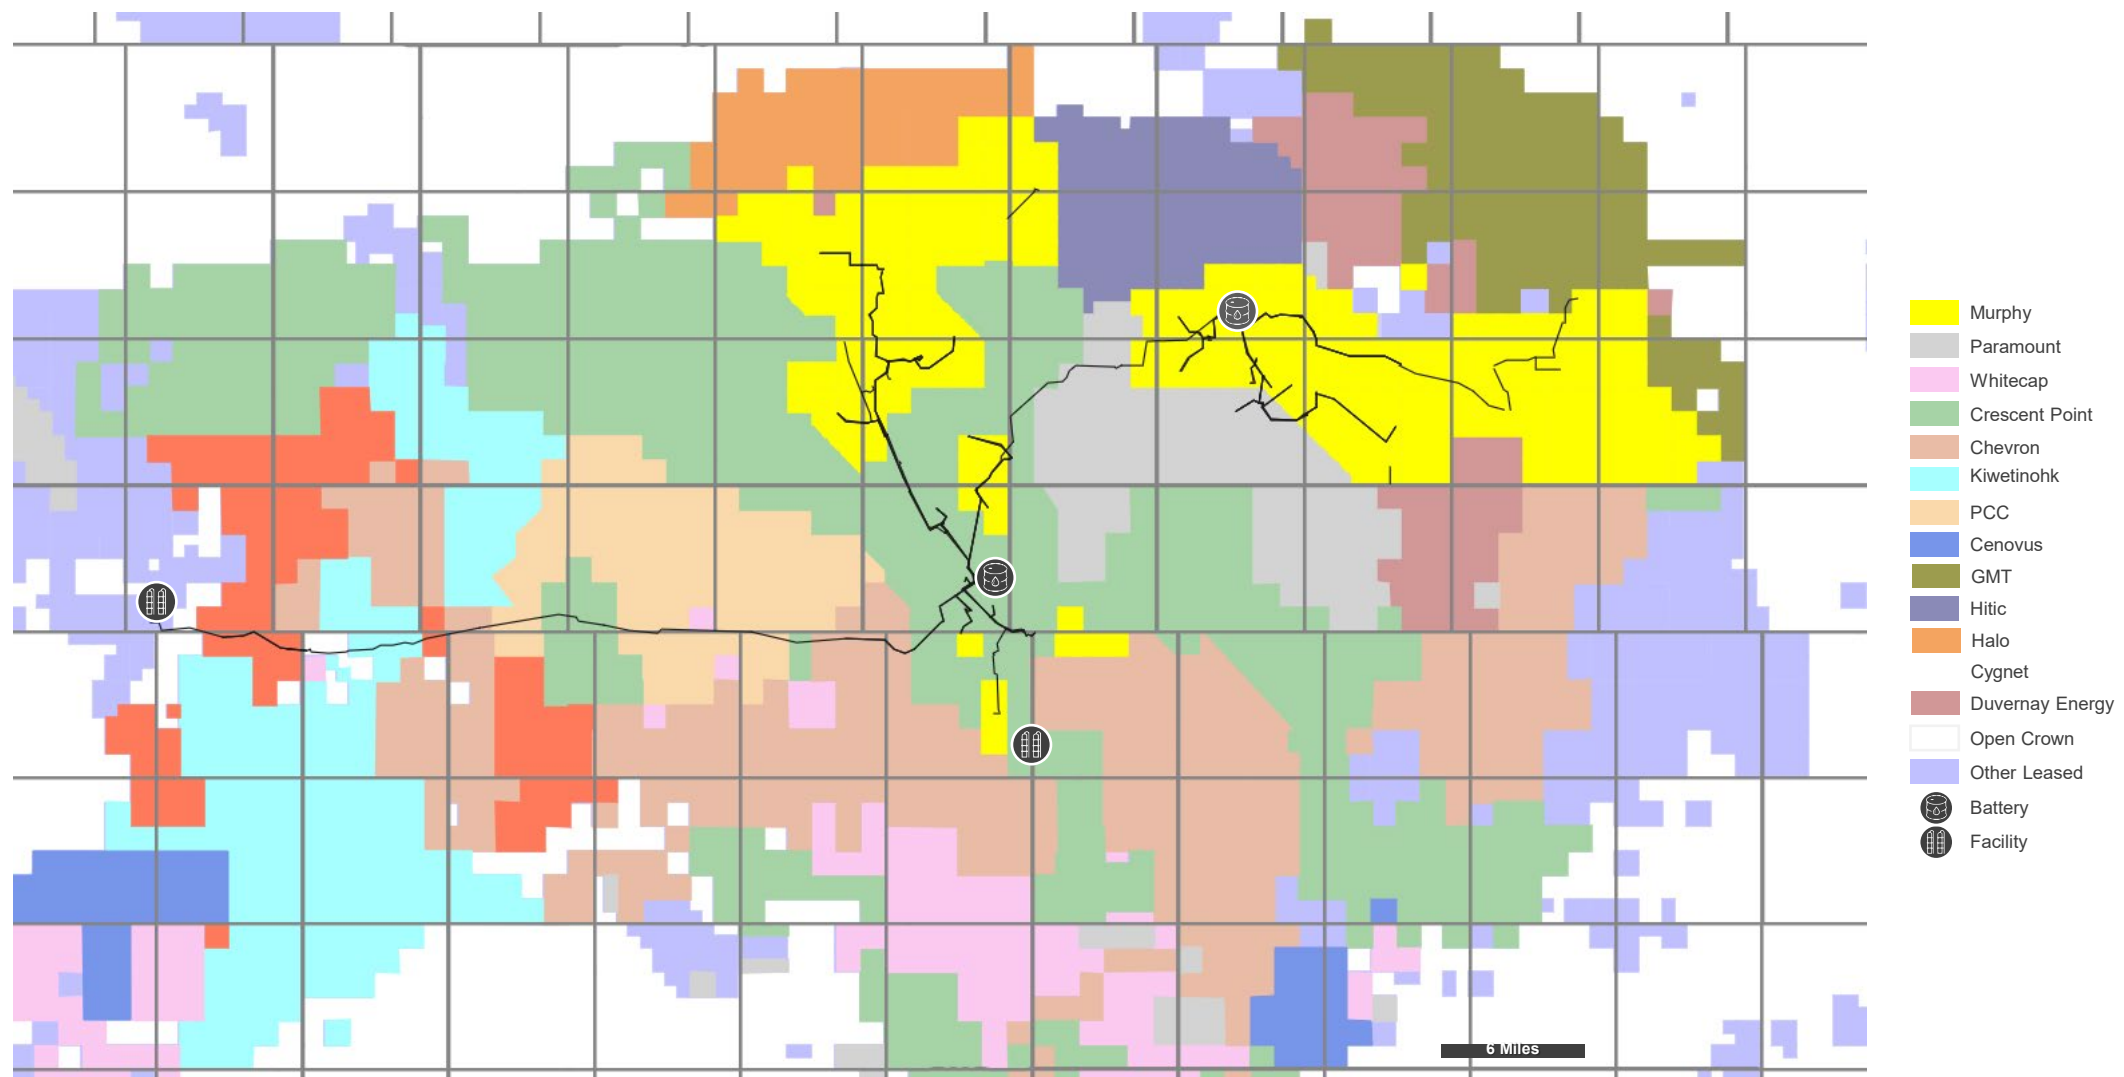 Murphy
Paramount
Whitecap
Crescent Point
Chevron
Kiwetinohk
PCC
Cenovus
GMT
Hitic
Halo
Cygnet
Duvernay Energy
Open Crown
Other Leased
Battery
Facility
6 Miles